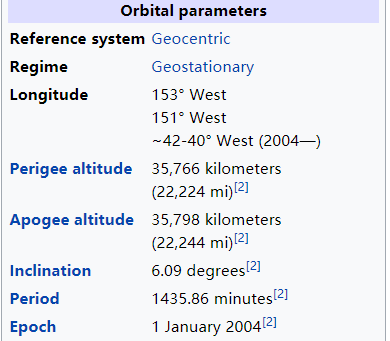 Orbital parameters
Reference system Geocentric
Regime Geostationary
Longitude 153° West
151° West
~42-40° West (2004—)
Perigee altitude 35,766 kilometers
(22,224 mi)[2]
Apogee altitude 35,798 kilometers
(22,244 mi)[2]
Inclination 6.09 degrees[2]
Period 1435.86 minutes[2]
Epoch 1 January 2004[2]